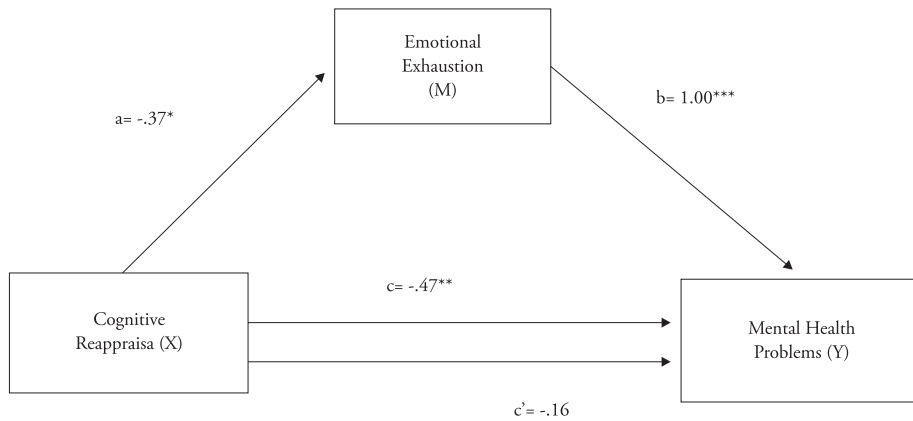 Emotional
Exhaustion
(M)
a= -.37*
b= 1.00***
c= -.47**
Cognitive
Reappraisa (X)
Mental Health
Problems (Y)
c’= -.16